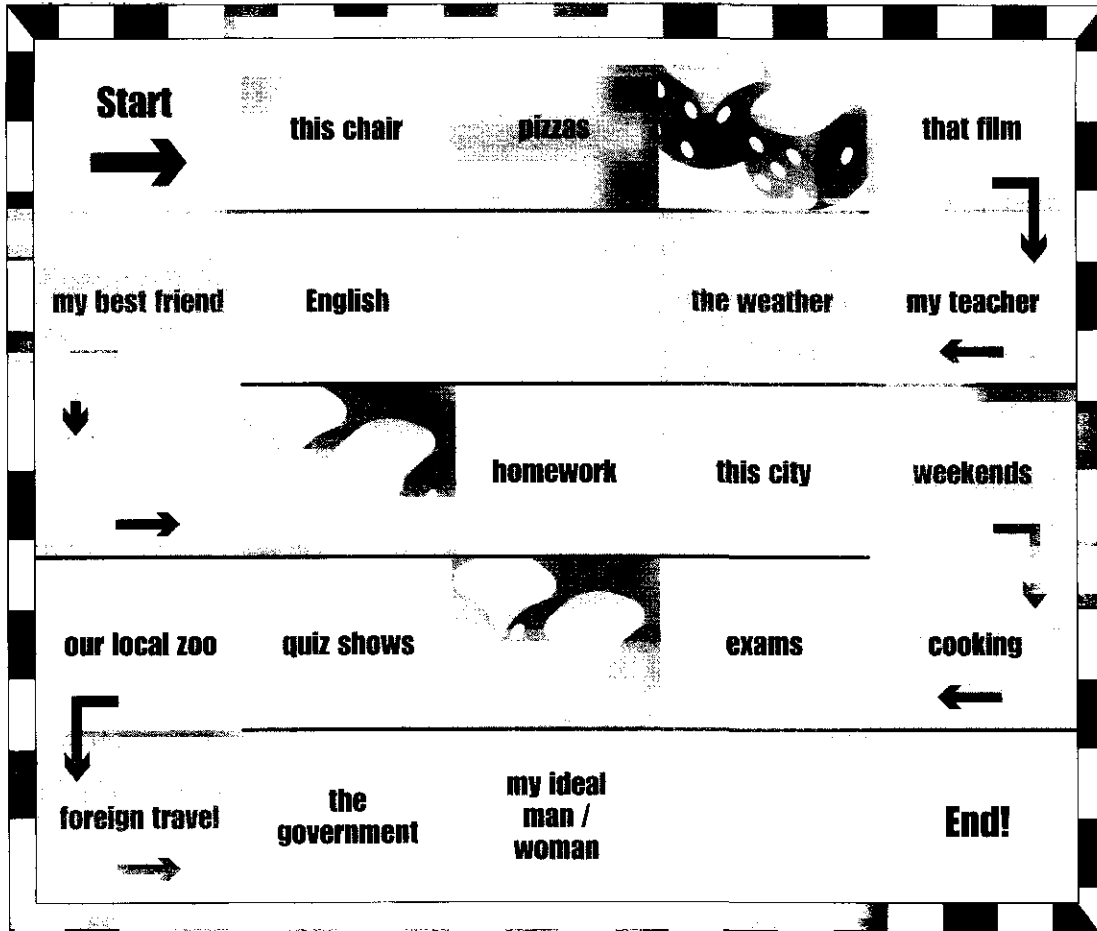 Start
this chair
pizzas
that film
my best friend
English
the weather
my teacher
homework
this city
weekends
our local zoo
quiz shows
exams
cooking
foreign travel
the
government
my ideal
man /
woman
End!